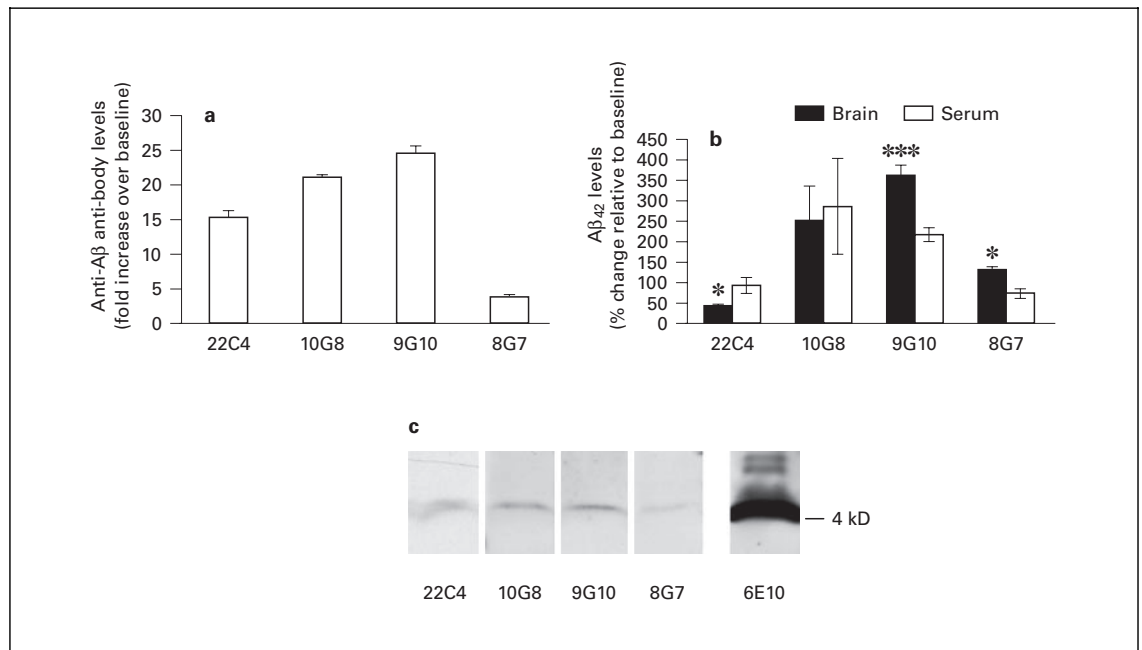 a
Anti-Aβ anti-body levels
(fold increase over baseline)
30
25
20
15
10
5
0
22C4 10G8 9G10 8G7
b
Brain Serum
Aβ42 levels
(% change relative to baseline)
450
400
350
300
250
200
150
100
50
0
*
***
*
22C4 10G8 9G10 8G7
c
4 kD
22C4 10G8 9G10 8G7 6E10